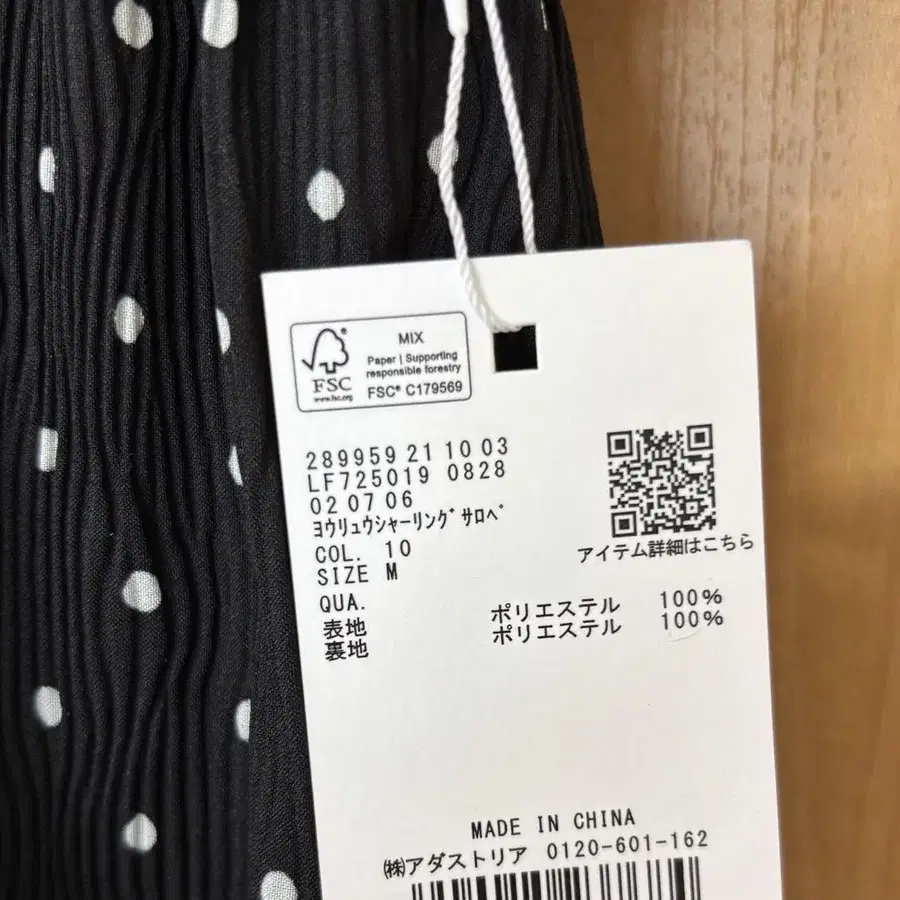 FSC
www.fsc.org
MIX
Paper | Supporting
responsible forestry
FSC® C179569
289959 21 10 03
LF725019 0828
02 07 06
ﾖｳﾘｭｳｼｬｰﾘﾝｸﾞｻﾛﾍﾟ
COL. 10
SIZE M
QUA.
表地 ポリエステル 100%
裏地 ポリエステル 100%
アイテム詳細はこちら
MADE IN CHINA
㈱アダストリア 0120-601-162